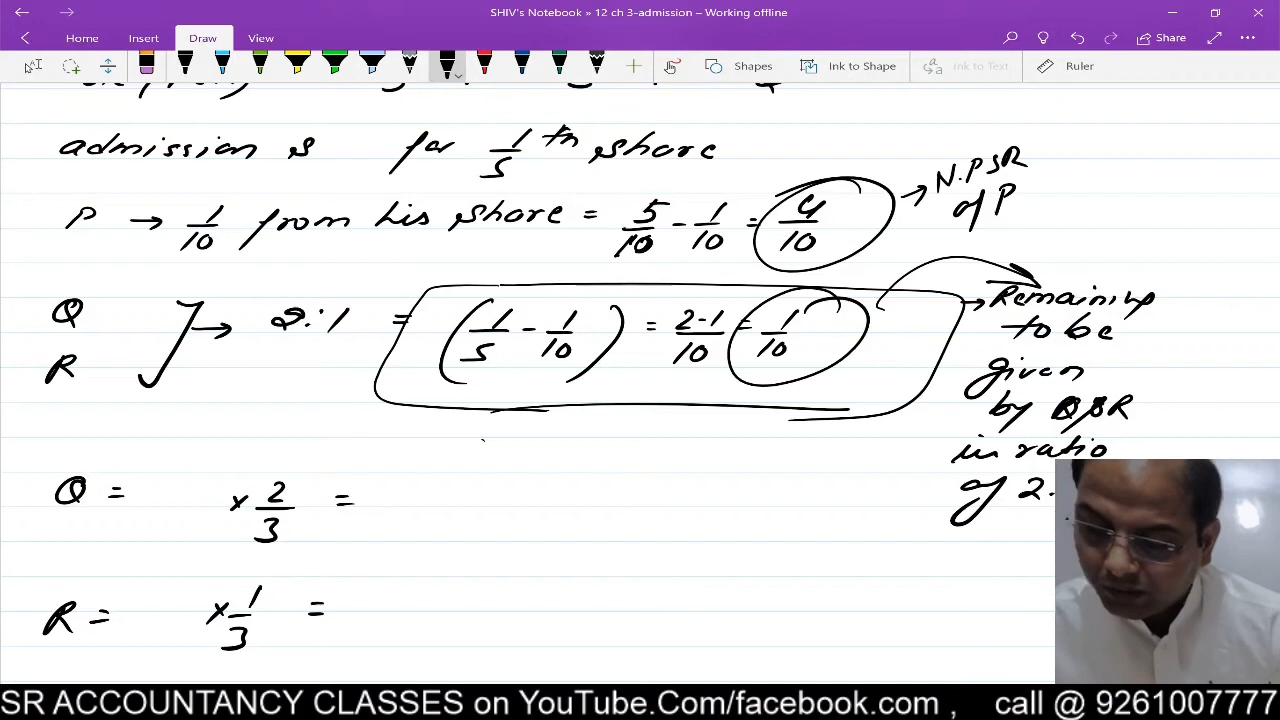 SHIV's Notebook » 12 ch 3-admission – Working offline
Home Insert Draw View
Share
Shapes Ink to Shape Ink to Text Ruler
admission is for 1/5 th share
P → 1/10 from his share = 5/10 - 1/10 = 4/10 → N.P.S.R of P
Q
R
→ 2:1 = (1/5 - 1/10) = 2-1/10 = 1/10
→ Remaining
to be
given
by Q & R
in ratio
of 2:
Q = × 2/3 =
R = × 1/3 =
SR ACCOUNTANCY CLASSES on YouTube.Com/facebook.com , call @ 9261007777